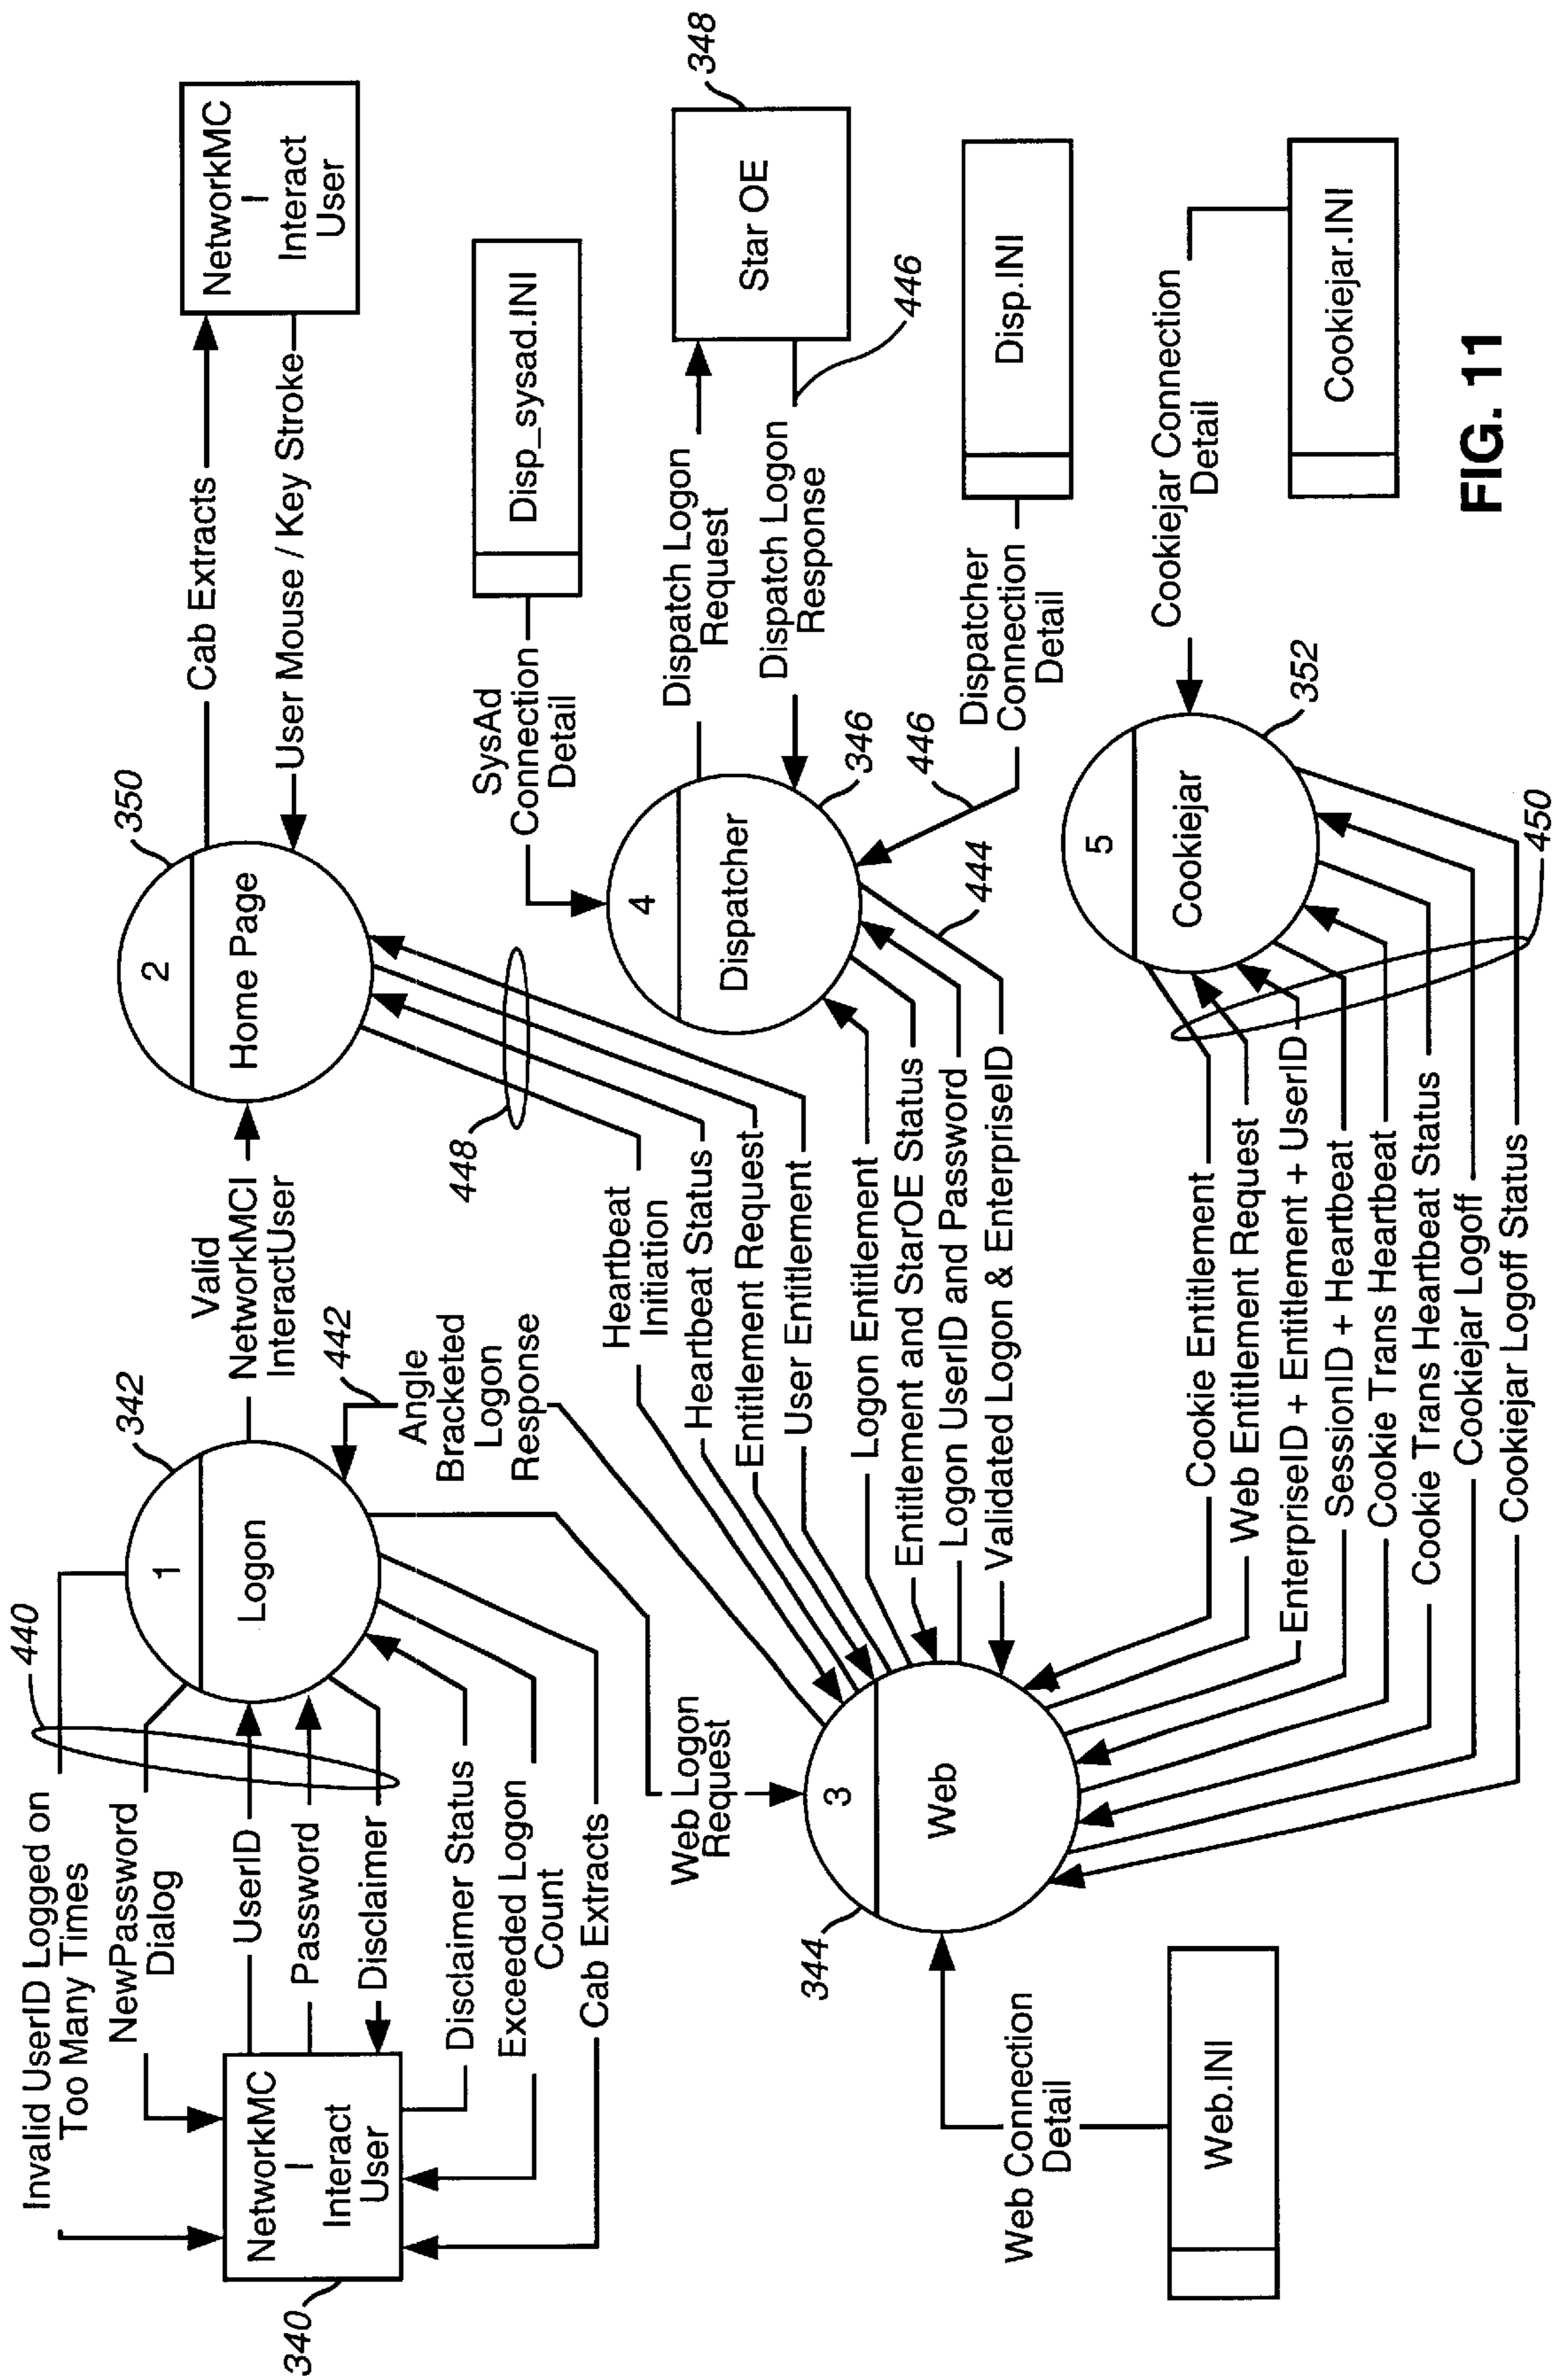 Invalid UserID Logged on
Too Many Times
440
NewPassword
Dialog
UserID
Password
Disclaimer
Disclaimer Status
Exceeded Logon
Count
Cab Extracts
NetworkMC
I
Interact
User
340
1
Logon
342
Valid
NetworkMCI
InteractUser
442
Angle
Bracketed
Logon
Response
Web Logon
Request
2
Home Page
350
Cab Extracts
User Mouse / Key Stroke
NetworkMC
I
Interact
User
448
Heartbeat
Initiation
Heartbeat Status
Entitlement Request
User Entitlement
SysAd
Connection
Detail
Disp_sysad.INI
4
Dispatcher
346
Dispatch Logon
Request
Dispatch Logon
Response
446
Star OE
348
Logon Entitlement
Entitlement and StarOE Status
Logon UserID and Password
Validated Logon & EnterpriseID
444
446
Dispatcher
Connection
Detail
Disp.INI
3
Web
344
Web Connection
Detail
Web.INI
Cookie Entitlement
Web Entitlement Request
EnterpriseID + Entitlement + UserID
SessionID + Heartbeat
Cookie Trans Heartbeat
Cookie Trans Heartbeat Status
Cookiejar Logoff
Cookiejar Logoff Status
5
Cookiejar
352
450
Cookiejar Connection
Detail
Cookiejar.INI
FIG. 11